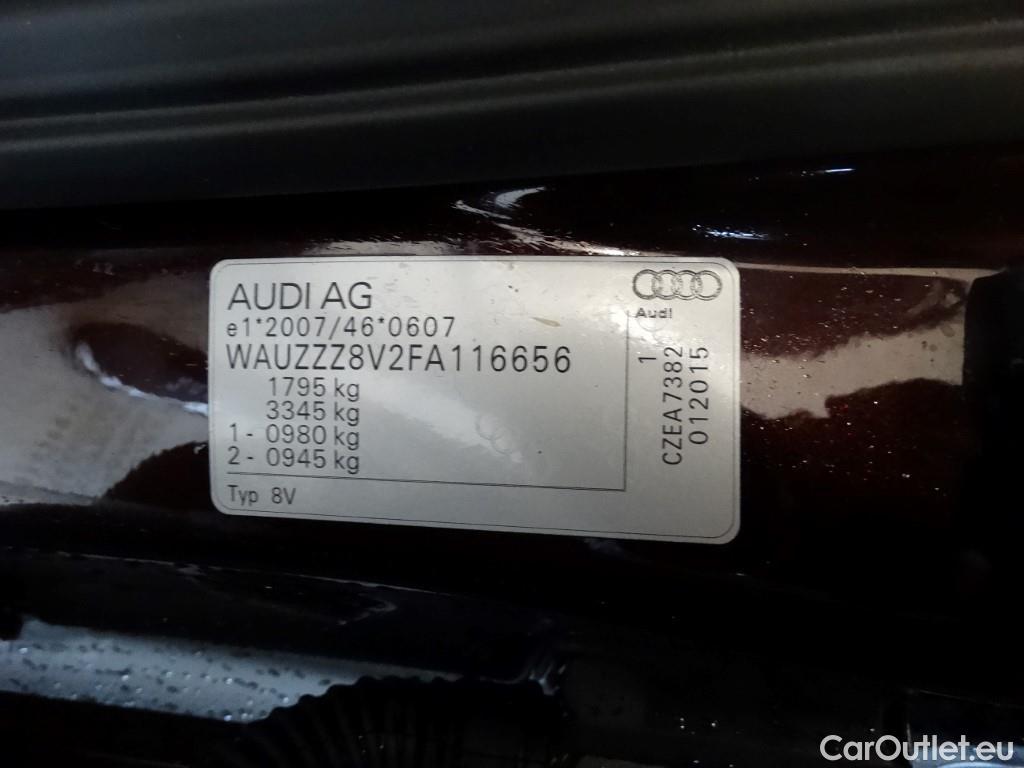 AUDI AG
e1*2007/46*0607
WAUZZZ8V2FA116656
1795 kg
3345 kg
1 - 0980 kg
2 - 0945 kg
Typ 8V
Audi
1
CZEA7382
012015
CarOutlet.eu